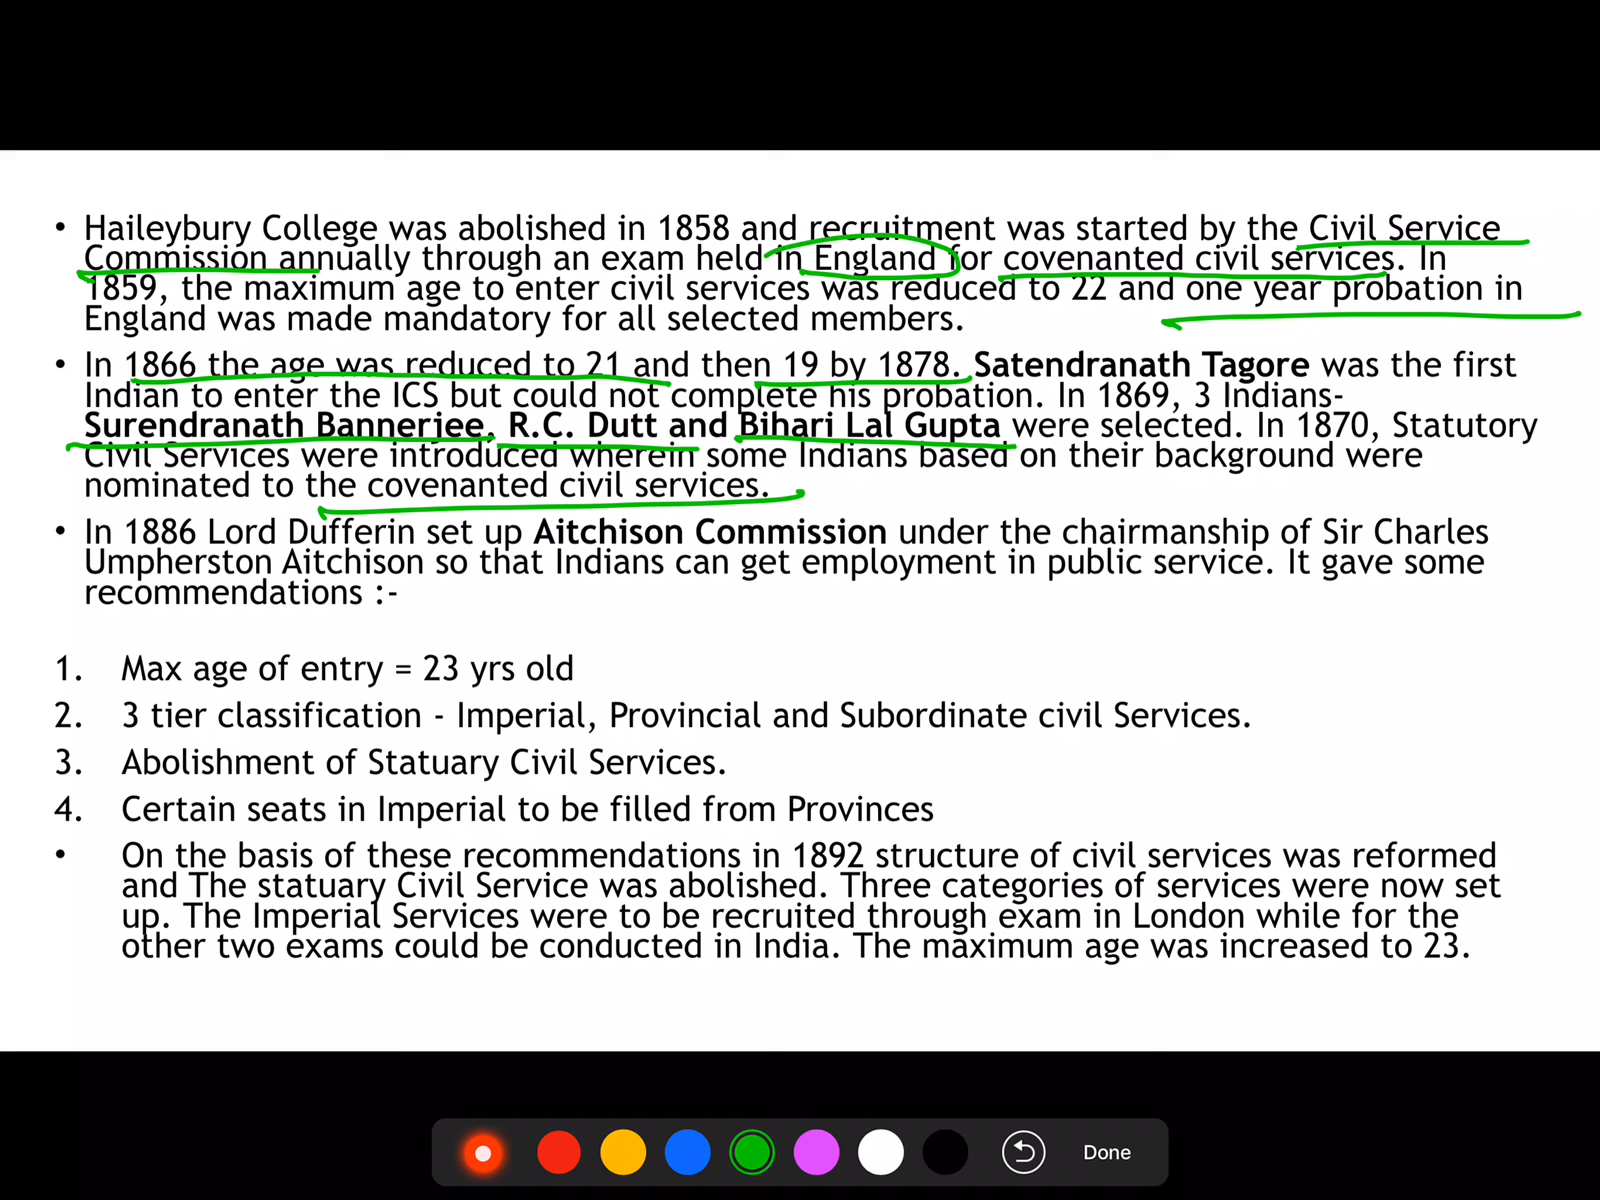 • Haileybury College was abolished in 1858 and recruitment was started by the Civil Service
Commission annually through an exam held in England for covenanted civil services. In
1859, the maximum age to enter civil services was reduced to 22 and one year probation in
England was made mandatory for all selected members.
• In 1866 the age was reduced to 21 and then 19 by 1878. Satendranath Tagore was the first
Indian to enter the ICS but could not complete his probation. In 1869, 3 Indians-
Surendranath Bannerjee, R.C. Dutt and Bihari Lal Gupta were selected. In 1870, Statutory
Civil Services were introduced wherein some Indians based on their background were
nominated to the covenanted civil services.
• In 1886 Lord Dufferin set up Aitchison Commission under the chairmanship of Sir Charles
Umpherston Aitchison so that Indians can get employment in public service. It gave some
recommendations :-
1. Max age of entry = 23 yrs old
2. 3 tier classification - Imperial, Provincial and Subordinate civil Services.
3. Abolishment of Statuary Civil Services.
4. Certain seats in Imperial to be filled from Provinces
• On the basis of these recommendations in 1892 structure of civil services was reformed
and The statuary Civil Service was abolished. Three categories of services were now set
up. The Imperial Services were to be recruited through exam in London while for the
other two exams could be conducted in India. The maximum age was increased to 23.
Done